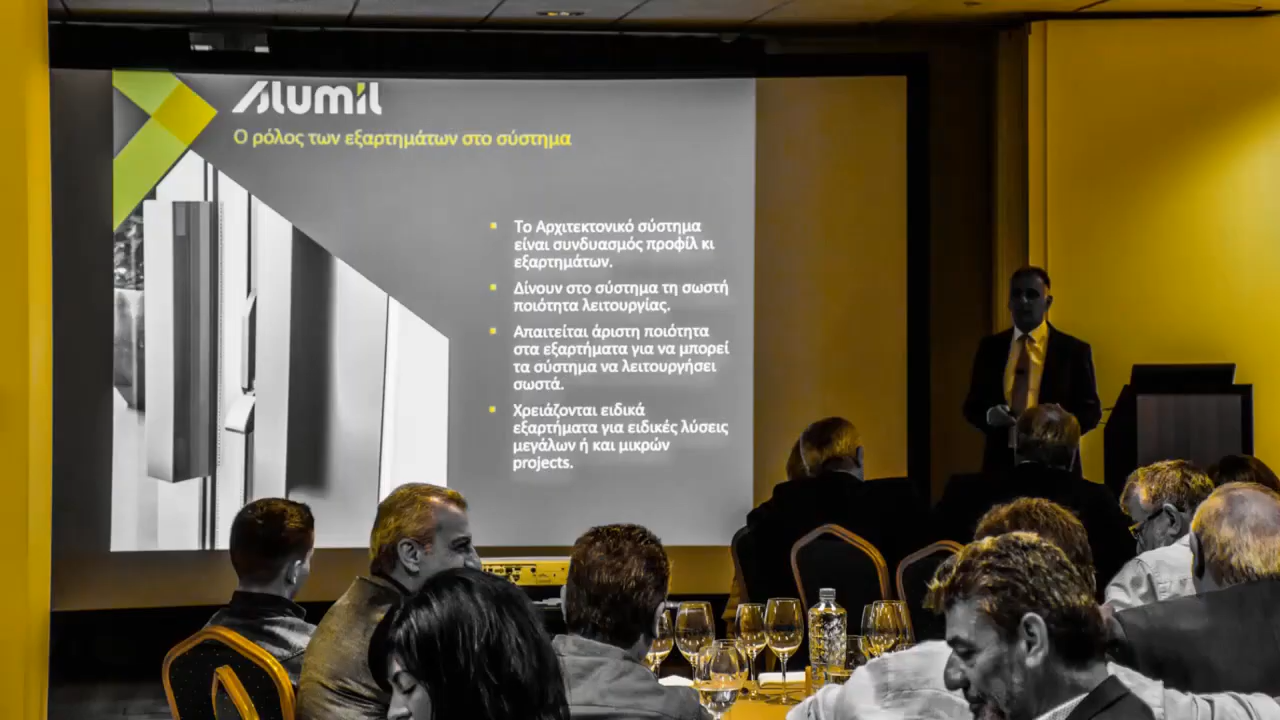 Alumil
Ο ρόλος των εξαρτημάτων στο σύστημα
Το Αρχιτεκτονικό σύστημα
είναι συνδυασμός προφίλ κι
εξαρτημάτων.
Δίνουν στο σύστημα τη σωστή
ποιότητα λειτουργίας.
Απαιτείται άριστη ποιότητα
στα εξαρτήματα για να μπορεί
τα σύστημα να λειτουργήσει
σωστά.
Χρειάζονται ειδικά
εξαρτήματα για ειδικές λύσεις
μεγάλων ή και μικρών
projects.